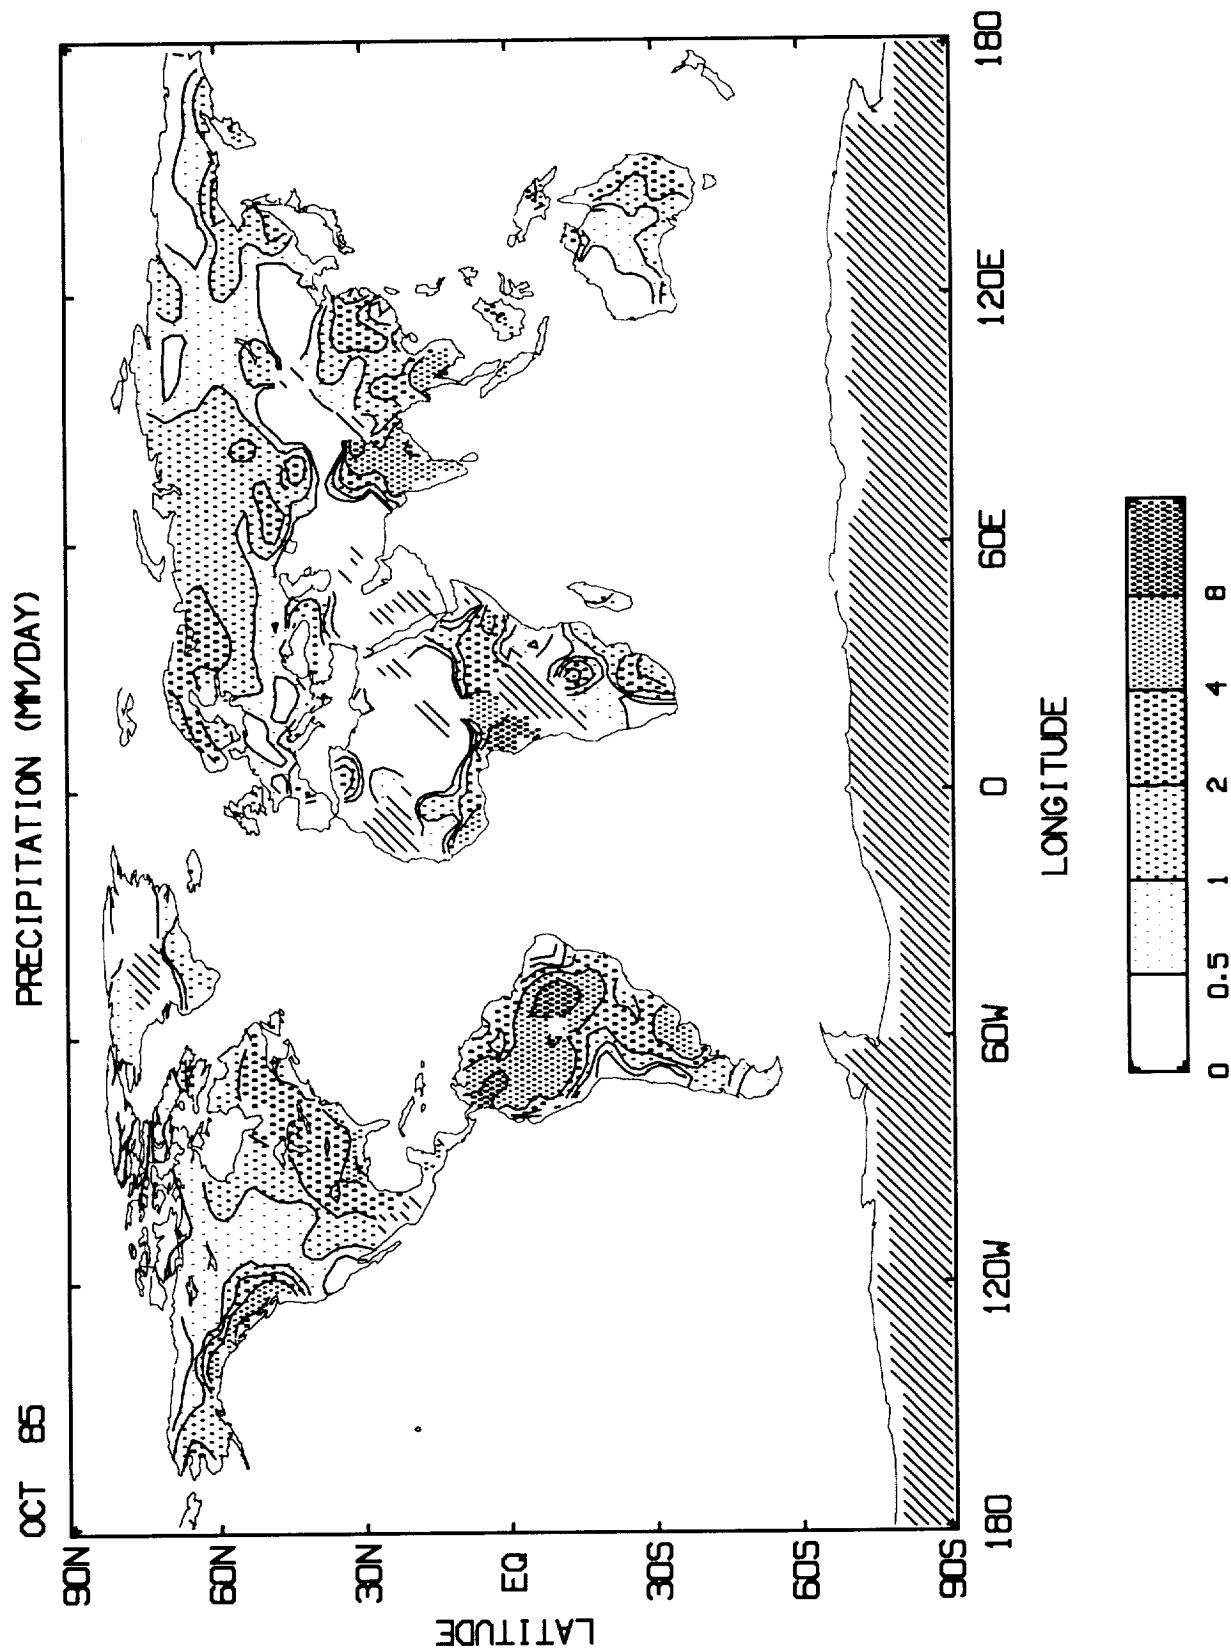 OCT 85
PRECIPITATION (MM/DAY)
90N
60N
30N
EQ
30S
60S
90S
LATITUDE
180 120W 60W 0 60E 120E 180
LONGITUDE
0 0.5 1 2 4 8